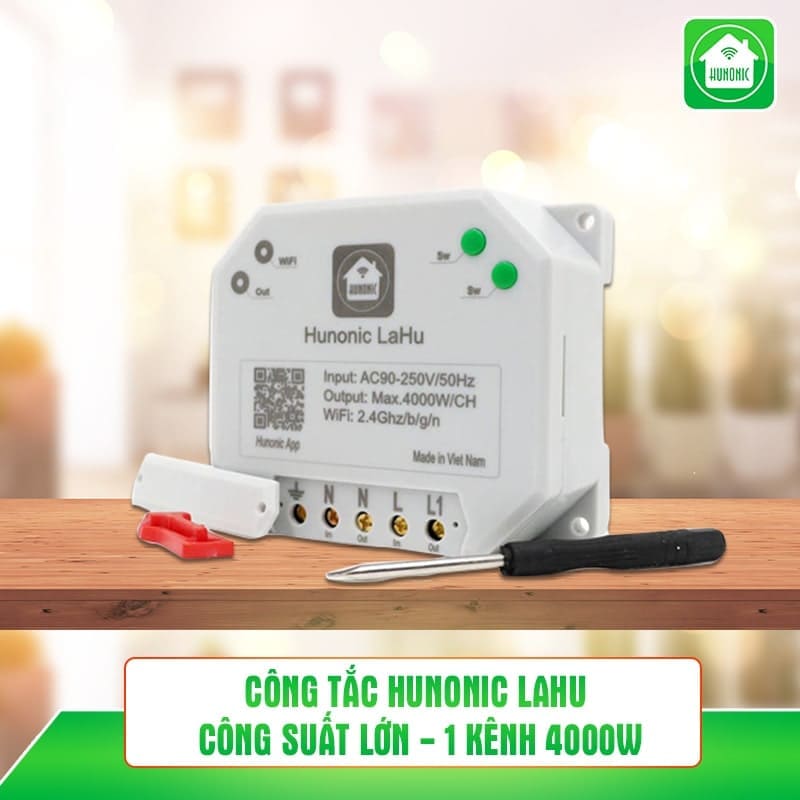 HUNONIC
WiFi
Out
HUNONIC
Sw
Sw
Hunonic LaHu
Input: AC90-250V/50Hz
Output: Max.4000W/CH
WiFi: 2.4Ghz/b/g/n
Hunonic App
Made in Viet Nam
N N L L1
In Out In Out
CÔNG TẮC HUNONIC LAHU
CÔNG SUẤT LỚN - 1 KÊNH 4000W